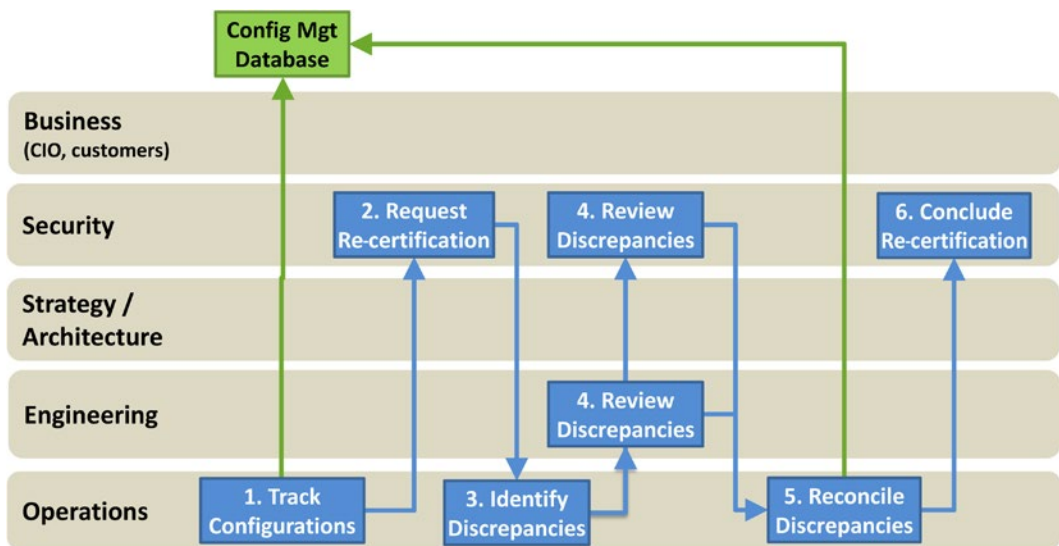 Config Mgt
Database
Business
(CIO, customers)
Security
2. Request
Re-certification
4. Review
Discrepancies
6. Conclude
Re-certification
Strategy /
Architecture
Engineering
4. Review
Discrepancies
Operations
1. Track
Configurations
3. Identify
Discrepancies
5. Reconcile
Discrepancies